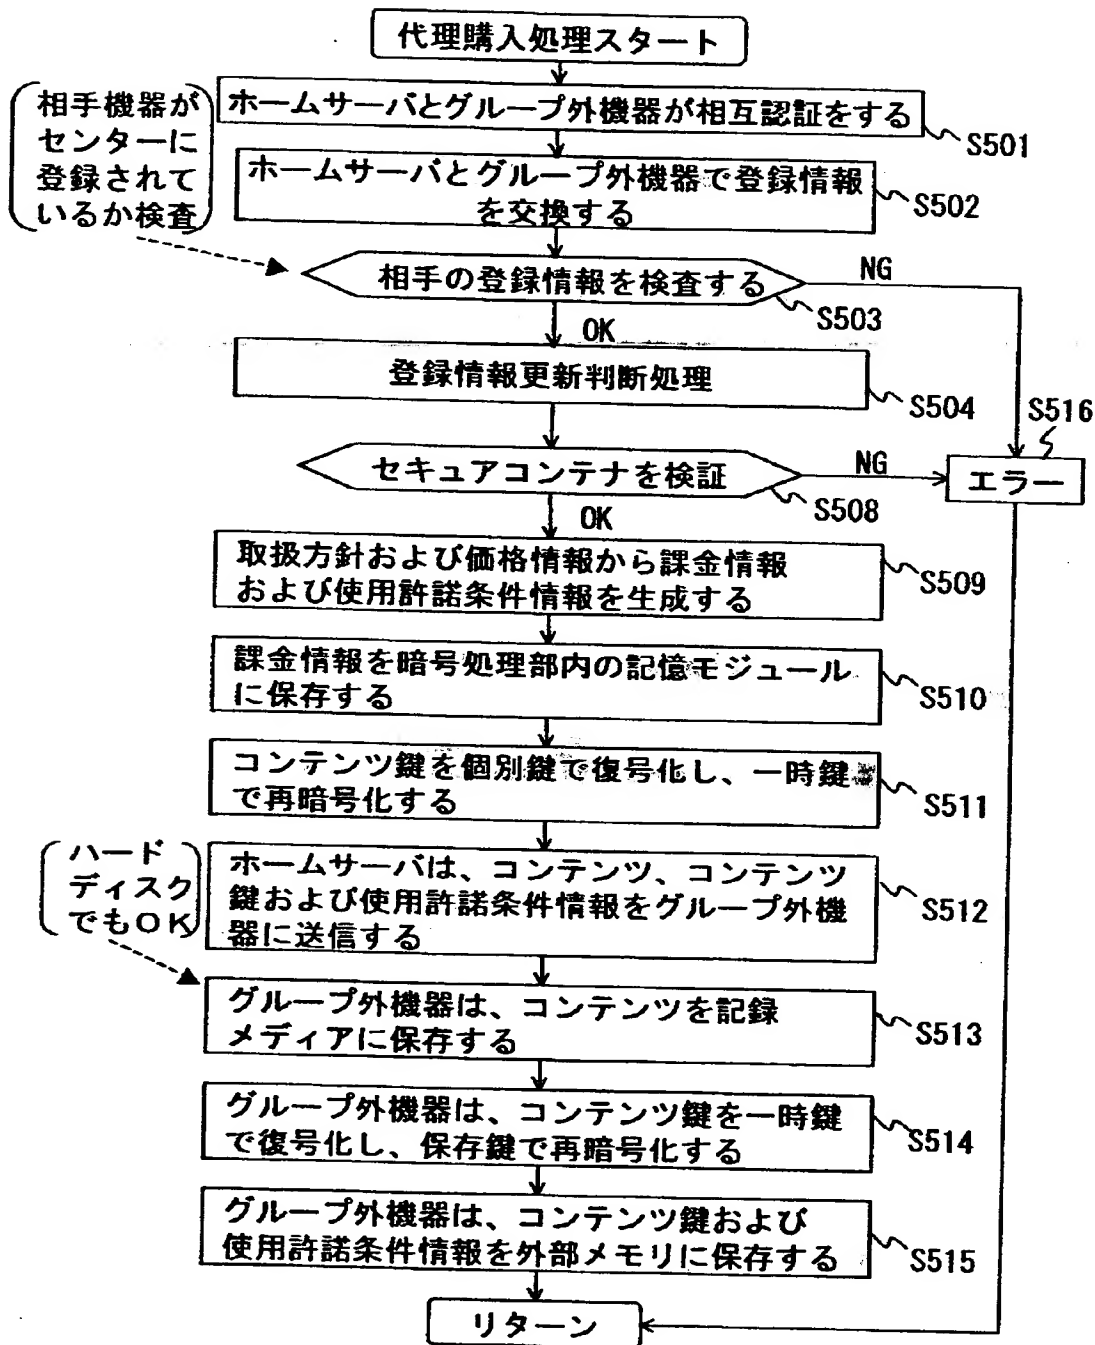 代理購入処理スタート
相手機器が
センターに
登録されて
いるか検査
ホームサーバとグループ外機器が相互認証をする
S501
ホームサーバとグループ外機器で登録情報
を交換する
S502
相手の登録情報を検査する
NG
S503
OK
登録情報更新判断処理
S504
S516
セキュアコンテナを検証
NG
エラー
S508
OK
取扱方針および価格情報から課金情報
および使用許諾条件情報を生成する
S509
課金情報を暗号処理部内の記憶モジュール
に保存する
S510
コンテンツ鍵を個別鍵で復号化し、一時鍵
で再暗号化する
S511
ハード
ディスク
でもOK
ホームサーバは、コンテンツ、コンテンツ
鍵および使用許諾条件情報をグループ外機
器に送信する
S512
グループ外機器は、コンテンツを記録
メディアに保存する
S513
グループ外機器は、コンテンツ鍵を一時鍵
で復号化し、保存鍵で再暗号化する
S514
グループ外機器は、コンテンツ鍵および
使用許諾条件情報を外部メモリに保存する
S515
リターン